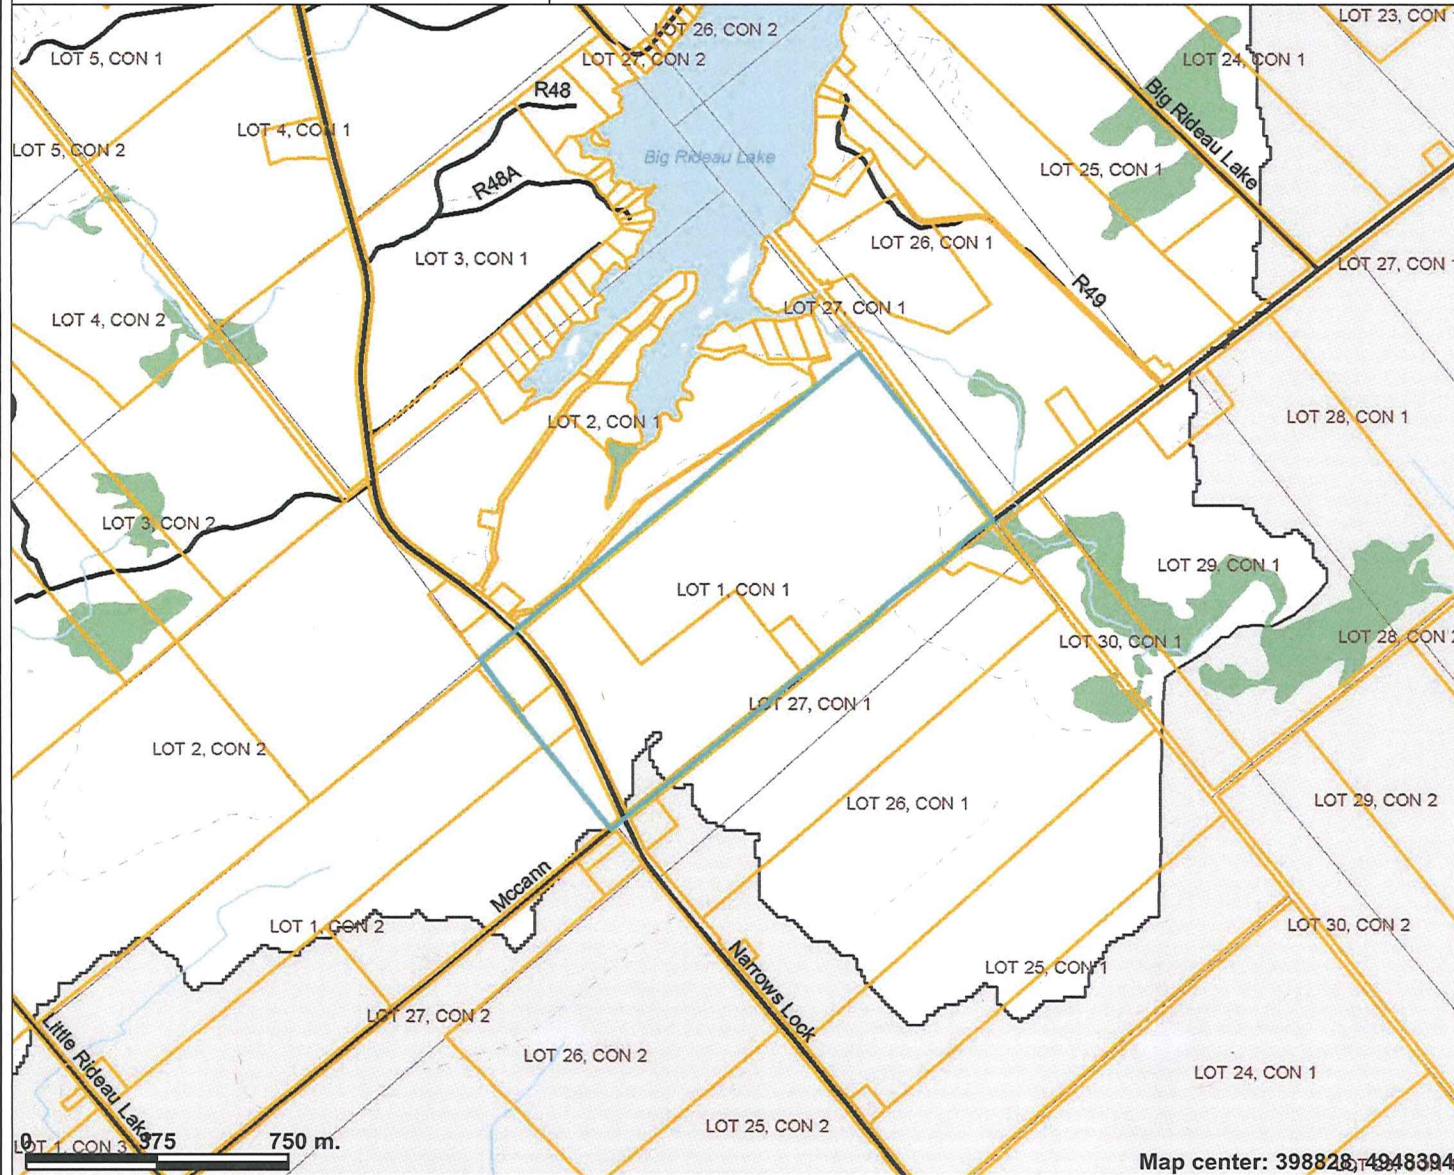 LOT 23, CON
LOT 26, CON 2
LOT 5, CON 1
LOT 27, CON 2
LOT 24, CON 1
R48
Big Rideau Lake
LOT 4, CON 1
LOT 5, CON 2
Big Rideau Lake
LOT 25, CON 1
R48A
LOT 26, CON 1
LOT 3, CON 1
LOT 27, CON 1
R49
LOT 27, CON 1
LOT 4, CON 2
LOT 28, CON 1
LOT 2, CON 1
LOT 3, CON 2
LOT 29, CON 1
LOT 1, CON 1
LOT 28, CON 2
LOT 30, CON 1
LOT 27, CON 1
LOT 2, CON 2
LOT 29, CON 2
LOT 26, CON 1
Mccann
LOT 1, CON 2
LOT 30, CON 2
LOT 25, CON 1
Narrows Lock
LOT 27, CON 2
LOT 26, CON 2
Little Rideau Lake
LOT 24, CON 1
LOT 25, CON 2
LOT 1, CON 3
0 375 750 m.
Map center: 398828, 4948394